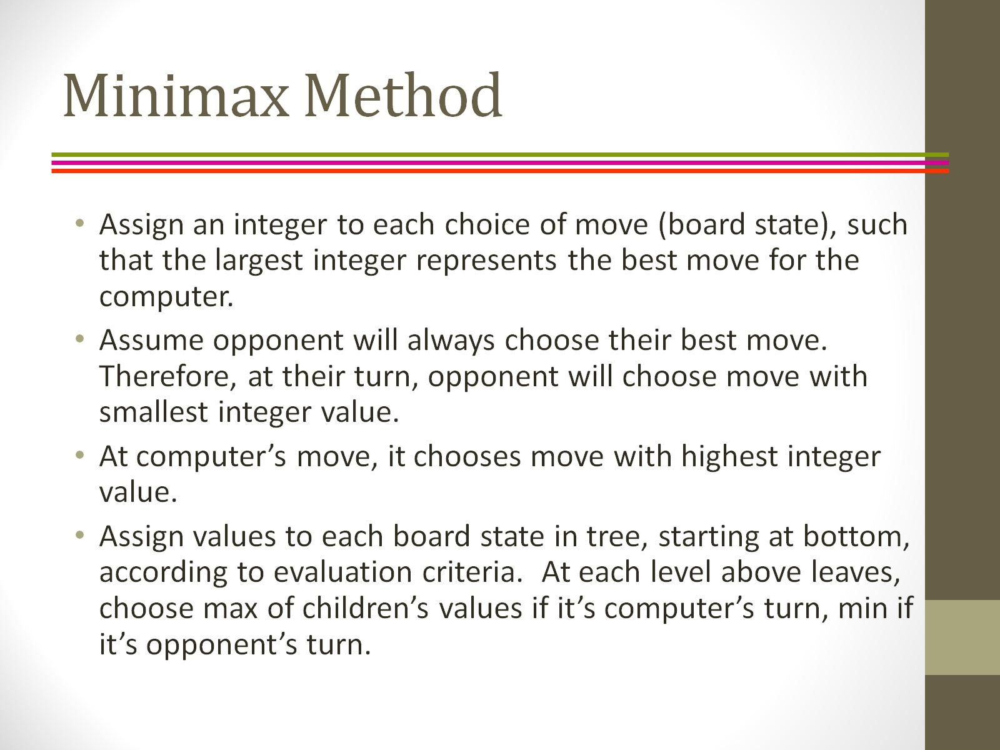 Minimax Method
• Assign an integer to each choice of move (board state), such
that the largest integer represents the best move for the
computer.
• Assume opponent will always choose their best move.
Therefore, at their turn, opponent will choose move with
smallest integer value.
• At computer’s move, it chooses move with highest integer
value.
• Assign values to each board state in tree, starting at bottom,
according to evaluation criteria.  At each level above leaves,
choose max of children’s values if it’s computer’s turn, min if
it’s opponent’s turn.